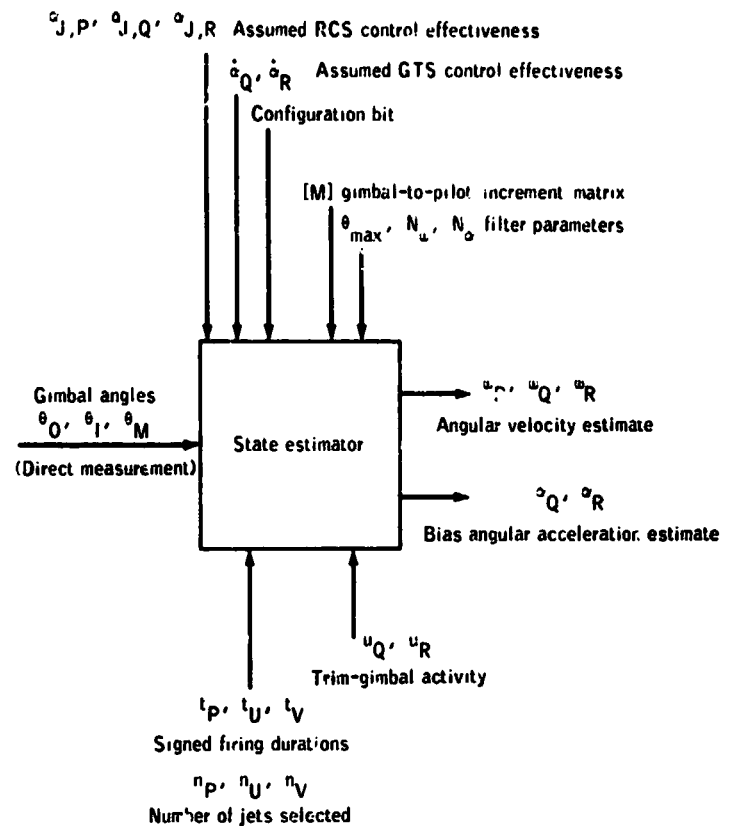 α_J,P, α_J,Q, α_J,R Assumed RCS control effectiveness
α̇_Q, α̇_R Assumed GTS control effectiveness
Configuration bit
[M] gimbal-to-pilot increment matrix
θ_max, N_ω, N_α filter parameters
Gimbal angles
θ_O, θ_I, θ_M
(Direct measurement)
State estimator
ω_P, ω_Q, ω_R
Angular velocity estimate
α_Q, α_R
Bias angular acceleration estimate
u_Q, u_R
Trim-gimbal activity
t_P, t_U, t_V
Signed firing durations
n_P, n_U, n_V
Number of jets selected